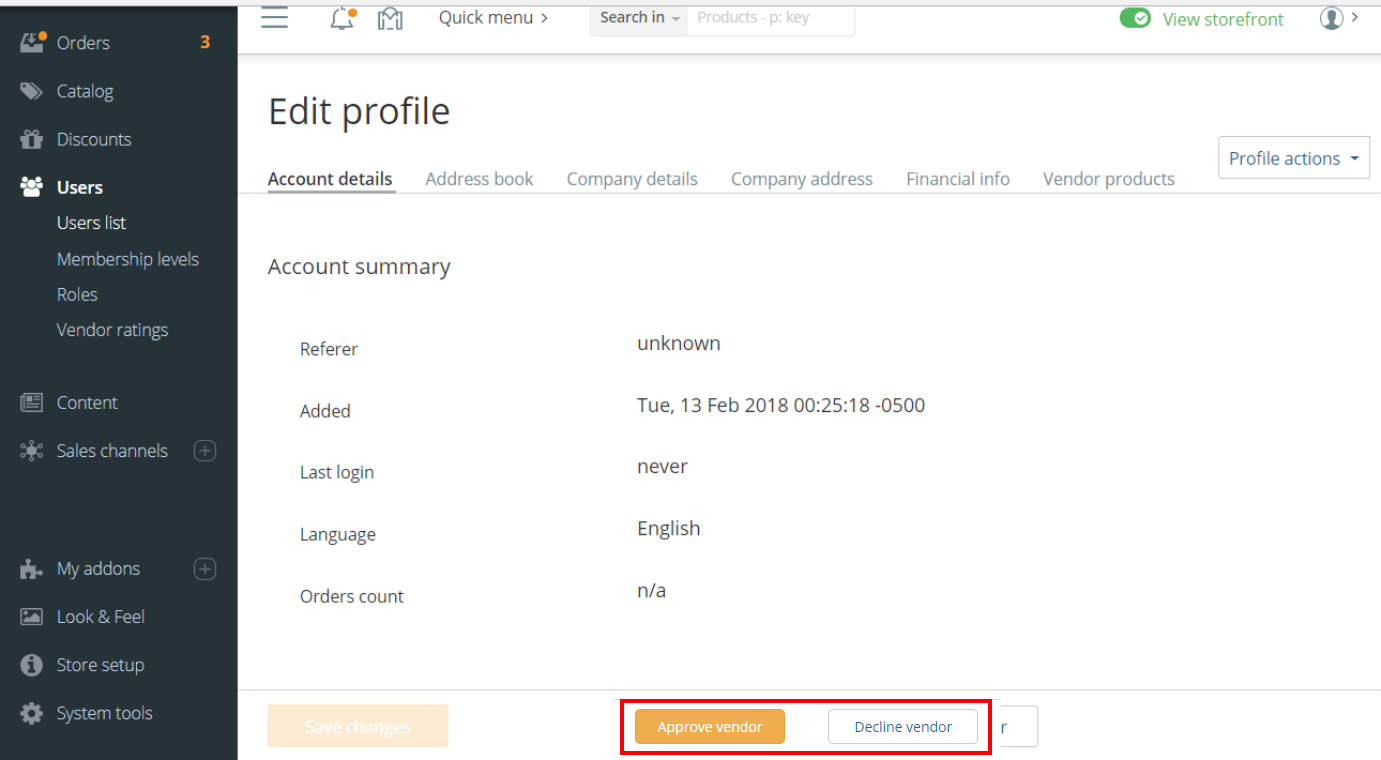 Orders 3
Catalog
Discounts
Users
Users list
Membership levels
Roles
Vendor ratings
Content
Sales channels
My addons
Look & Feel
Store setup
System tools
Quick menu
Search in Products - p: key
View storefront
Edit profile
Profile actions
Account details Address book Company details Company address Financial info Vendor products
Account summary
Referer unknown
Added Tue, 13 Feb 2018 00:25:18 -0500
Last login never
Language English
Orders count n/a
Save changes Approve vendor Decline vendor r